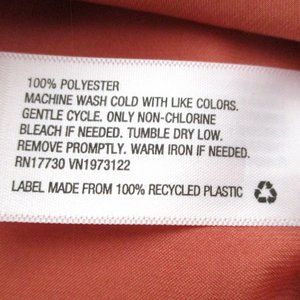 100% POLYESTER
MACHINE WASH COLD WITH LIKE COLORS.
GENTLE CYCLE. ONLY NON-CHLORINE
BLEACH IF NEEDED. TUMBLE DRY LOW.
REMOVE PROMPTLY. WARM IRON IF NEEDED.
RN17730 VN1973122
LABEL MADE FROM 100% RECYCLED PLASTIC